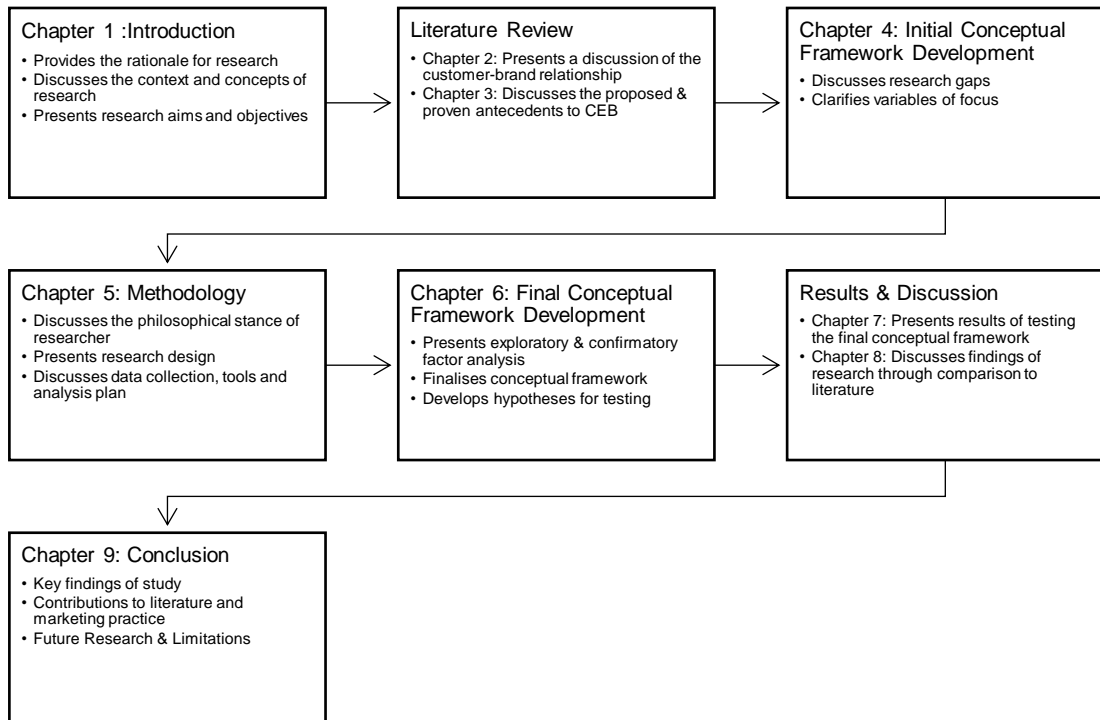 Chapter 1 :Introduction
• Provides the rationale for research
• Discusses the context and concepts of
research
• Presents research aims and objectives
Literature Review
• Chapter 2: Presents a discussion of the
customer-brand relationship
• Chapter 3: Discusses the proposed &
proven antecedents to CEB
Chapter 4: Initial Conceptual
Framework Development
• Discusses research gaps
• Clarifies variables of focus
Chapter 5: Methodology
• Discusses the philosophical stance of
researcher
• Presents research design
• Discusses data collection, tools and
analysis plan
Chapter 6: Final Conceptual
Framework Development
• Presents exploratory & confirmatory
factor analysis
• Finalises conceptual framework
• Develops hypotheses for testing
Results & Discussion
• Chapter 7: Presents results of testing
the final conceptual framework
• Chapter 8: Discusses findings of
research through comparison to
literature
Chapter 9: Conclusion
• Key findings of study
• Contributions to literature and
marketing practice
• Future Research & Limitations